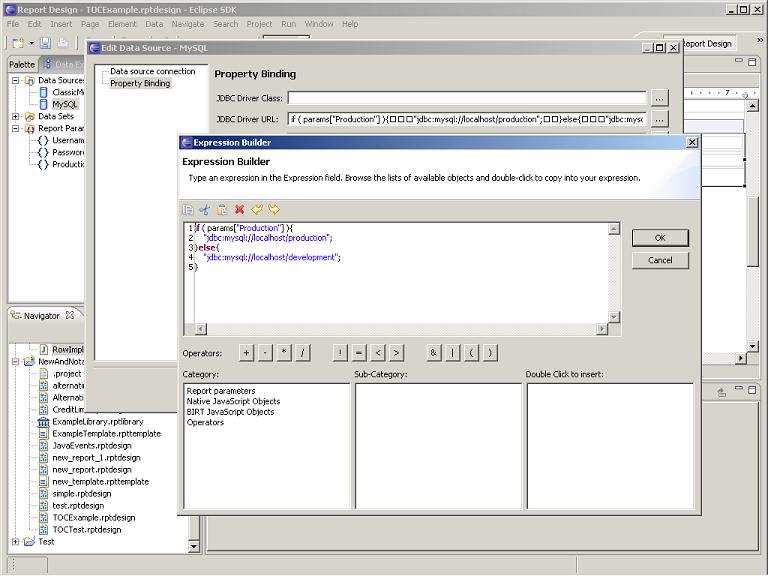 Report Design - TOCExample.rptdesign - Eclipse SDK
File Edit Insert Page Element Data Navigate Search Project Run Window Help
Report Design
Palette
Data Sources
MySQL
Data Sets
Report Para
Usernam
Passwor
Producti
Edit Data Source - MySQL
Data source connection
Property Binding
Property Binding
JDBC Driver Class:
...
JDBC Driver URL:
if ( params["Production"] ){□□□"jdbc:mysql://localhost/production";□□}else{□□□"jdbc:mysc
...
Expression Builder
Expression Builder
Type an expression in the Expression field. Browse the lists of available objects and double-click to copy into your expression.
1 if ( params["Production"] ){
2 "jdbc:mysql://localhost/production";
3 }else{
4 "jdbc:mysql://localhost/development";
5 }
OK
Cancel
Operators: + - * / ! = < > & | ( )
Category:
Sub-Category:
Double Click to insert:
Report parameters
Native JavaScript Objects
BIRT JavaScript Objects
Operators
Navigator
RowImpl
NewAndNota
.project
alternatin
Alternati
CreditLim
ExampleLibrary.rptlibrary
ExampleTemplate.rpttemplate
JavaEvents.rptdesign
new_report_1.rptdesign
new_report.rptdesign
new_template.rpttemplate
simple.rptdesign
test.rptdesign
TOCExample.rptdesign
TOCTest.rptdesign
Test